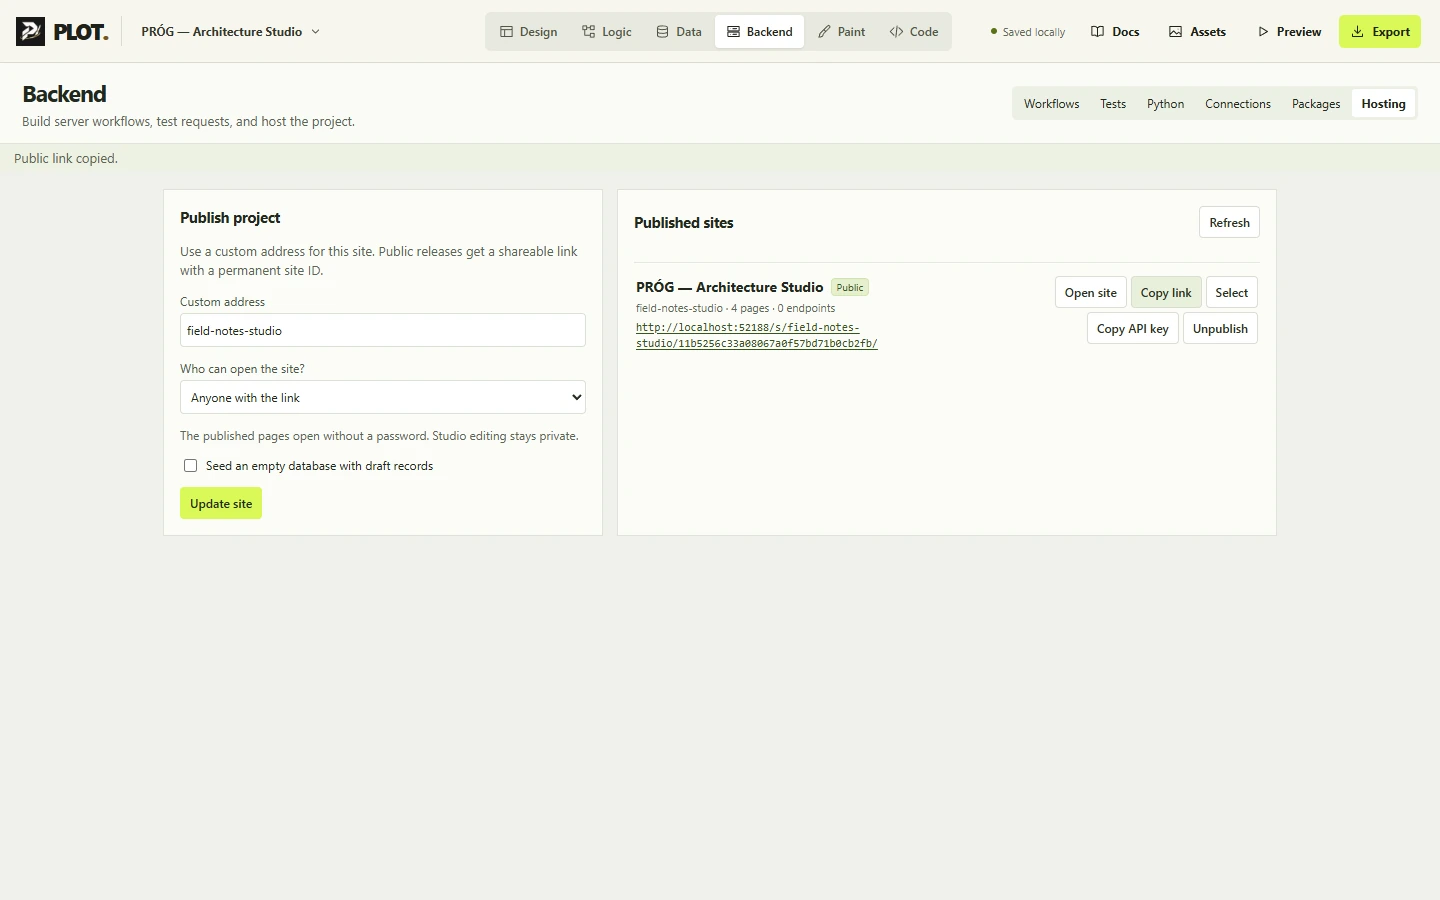 PLOT.
PRÓG — Architecture Studio
Design
Logic
Data
Backend
Paint
Code
Saved locally
Docs
Assets
Preview
Export
Backend
Build server workflows, test requests, and host the project.
Workflows
Tests
Python
Connections
Packages
Hosting
Public link copied.
Publish project
Use a custom address for this site. Public releases get a shareable link
with a permanent site ID.
Custom address
field-notes-studio
Who can open the site?
Anyone with the link
The published pages open without a password. Studio editing stays private.
Seed an empty database with draft records
Update site
Published sites
Refresh
PRÓG — Architecture Studio
Public
field-notes-studio · 4 pages · 0 endpoints
http://localhost:52188/s/field-notes-
studio/11b5256c33a08067a0f57bd71b0cb2fb/
Open site
Copy link
Select
Copy API key
Unpublish